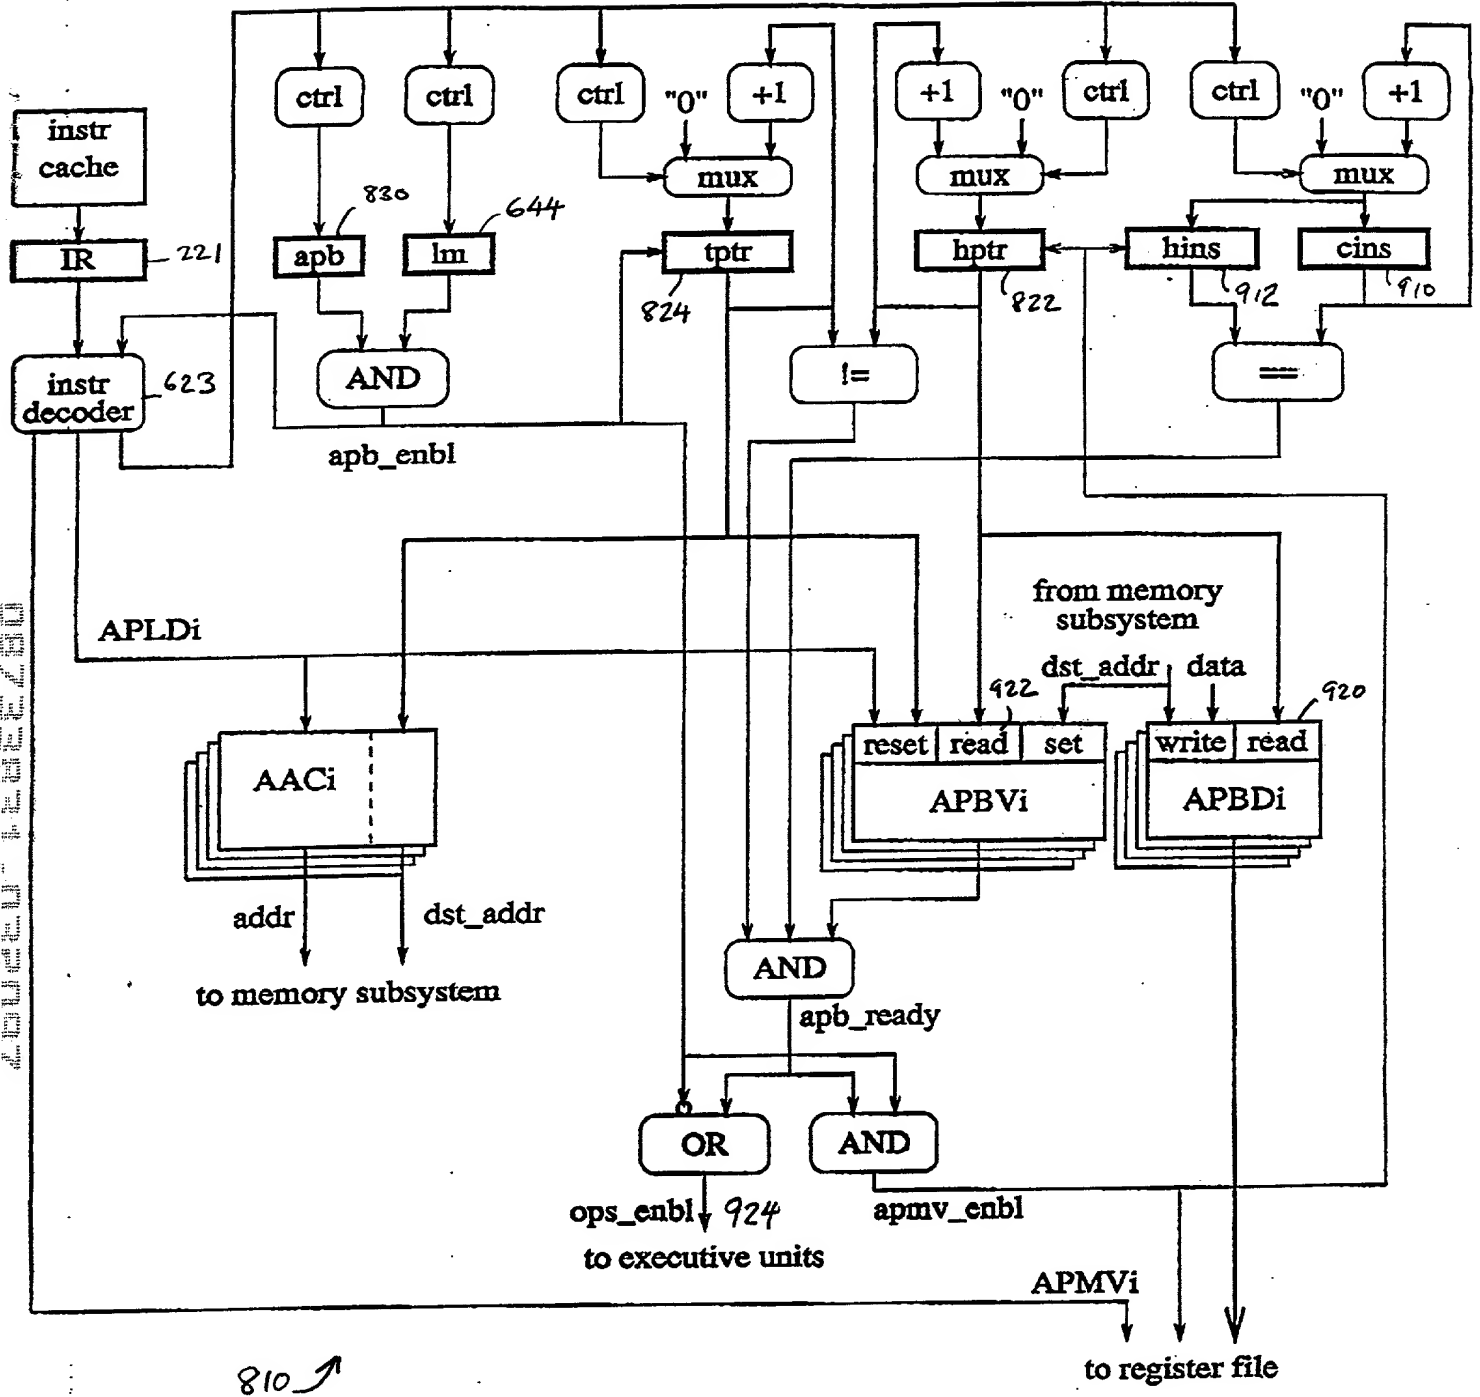 ctrl
ctrl
ctrl
"0"
+1
+1
"0"
ctrl
ctrl
"0"
+1
instr
cache
mux
mux
mux
830
644
IR
221
apb
lm
tptr
hptr
hins
cins
824
822
912
910
instr
decoder
623
AND
!=
==
apb_enbl
from memory
subsystem
APLDi
dst_addr
data
922
920
reset
read
set
write
read
AACi
APBVi
APBDi
addr
dst_addr
AND
to memory subsystem
apb_ready
OR
AND
ops_enbl
924
apmv_enbl
to executive units
APMVi
to register file
810